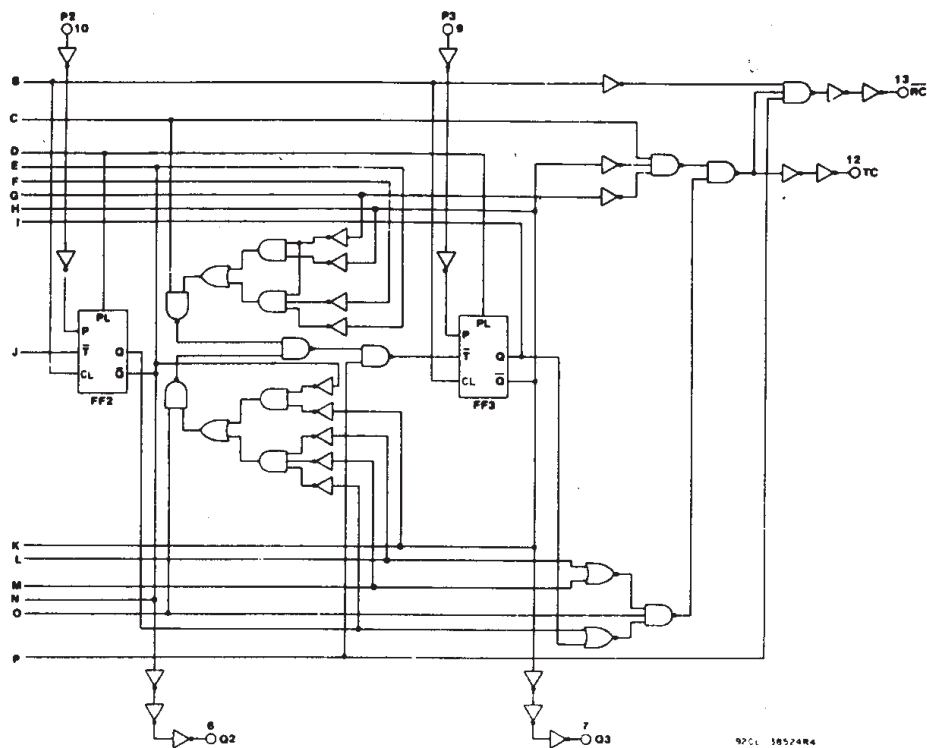 P2
10
P3
9
B
C
D
E
F
G
H
I
13
R̅C̅
12
TC
PL
P
T̅
Q
CL
Q̅
FF2
J
PL
P
T̅
Q
CL
Q̅
FF3
K
L
M
N
O
P
6
Q2
7
Q3
92CL 38524R4